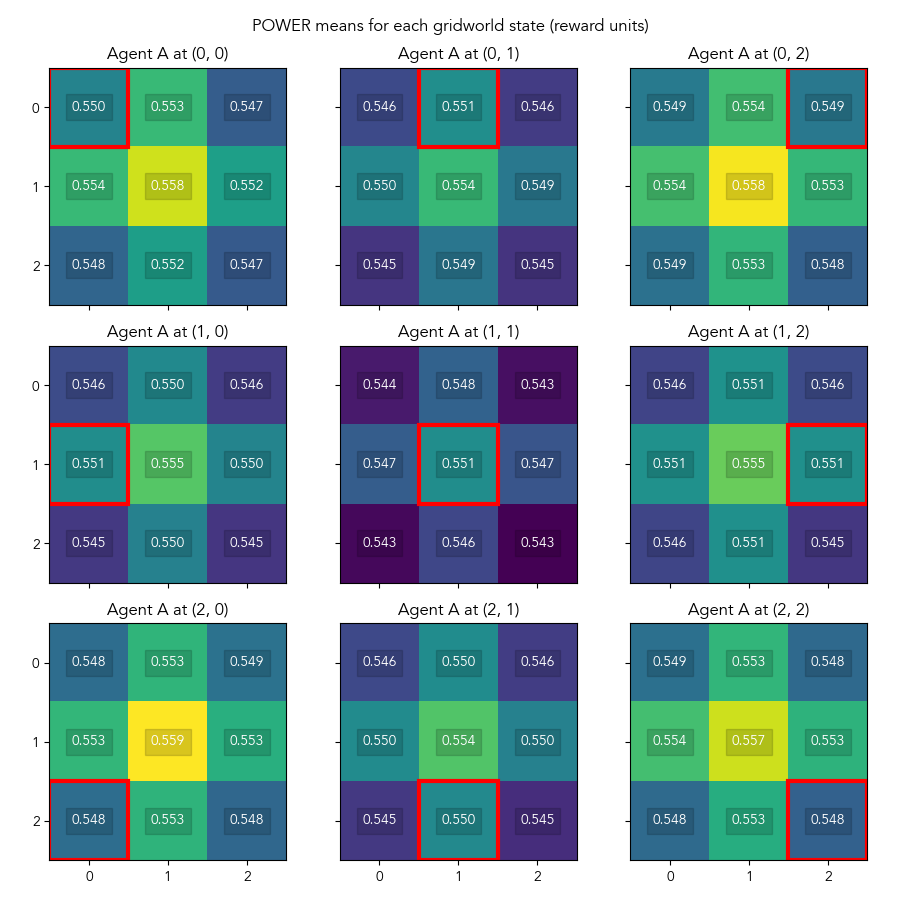 POWER means for each gridworld state (reward units)
Agent A at (0, 0) Agent A at (0, 1) Agent A at (0, 2)
0 0.550 0.553 0.547 0.546 0.551 0.546 0.549 0.554 0.549
1 0.554 0.558 0.552 0.550 0.554 0.549 0.554 0.558 0.553
2 0.548 0.552 0.547 0.545 0.549 0.545 0.549 0.553 0.548
Agent A at (1, 0) Agent A at (1, 1) Agent A at (1, 2)
0 0.546 0.550 0.546 0.544 0.548 0.543 0.546 0.551 0.546
1 0.551 0.555 0.550 0.547 0.551 0.547 0.551 0.555 0.551
2 0.545 0.550 0.545 0.543 0.546 0.543 0.546 0.551 0.545
Agent A at (2, 0) Agent A at (2, 1) Agent A at (2, 2)
0 0.548 0.553 0.549 0.546 0.550 0.546 0.549 0.553 0.548
1 0.553 0.559 0.553 0.550 0.554 0.550 0.554 0.557 0.553
2 0.548 0.553 0.548 0.545 0.550 0.545 0.548 0.553 0.548
0 1 2 0 1 2 0 1 2